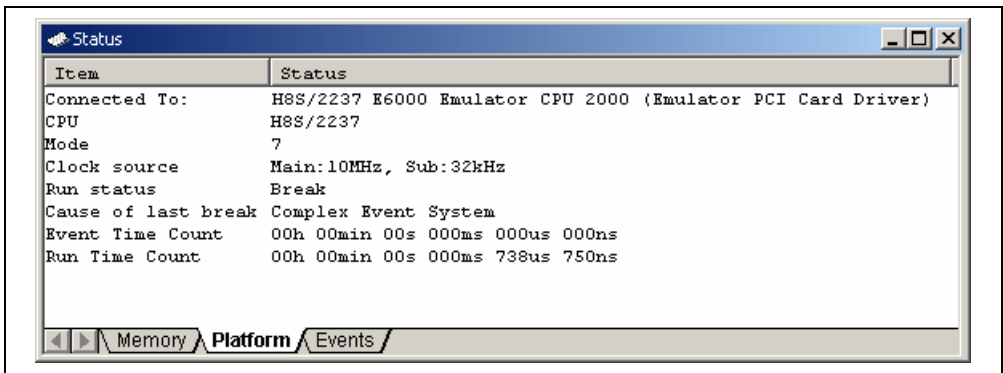 Status
Item Status
Connected To: H8S/2237 E6000 Emulator CPU 2000 (Emulator PCI Card Driver)
CPU H8S/2237
Mode 7
Clock source Main:10MHz, Sub:32kHz
Run status Break
Cause of last break Complex Event System
Event Time Count 00h 00min 00s 000ms 000us 000ns
Run Time Count 00h 00min 00s 000ms 738us 750ns
Memory Platform Events